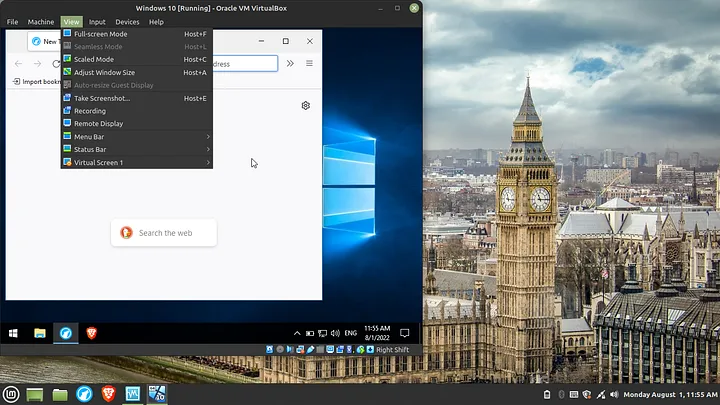 Windows 10 [Running] - Oracle VM VirtualBox
File Machine View Input Devices Help
Full-screen Mode Host+F
Seamless Mode Host+L
Scaled Mode Host+C
Adjust Window Size Host+A
Auto-resize Guest Display
Take Screenshot... Host+E
Recording
Remote Display
Menu Bar
Status Bar
Virtual Screen 1
New T
dress
Import bookm
Search the web
ENG
11:55 AM
8/1/2022
Right Shift
Monday August 1, 11:55 AM